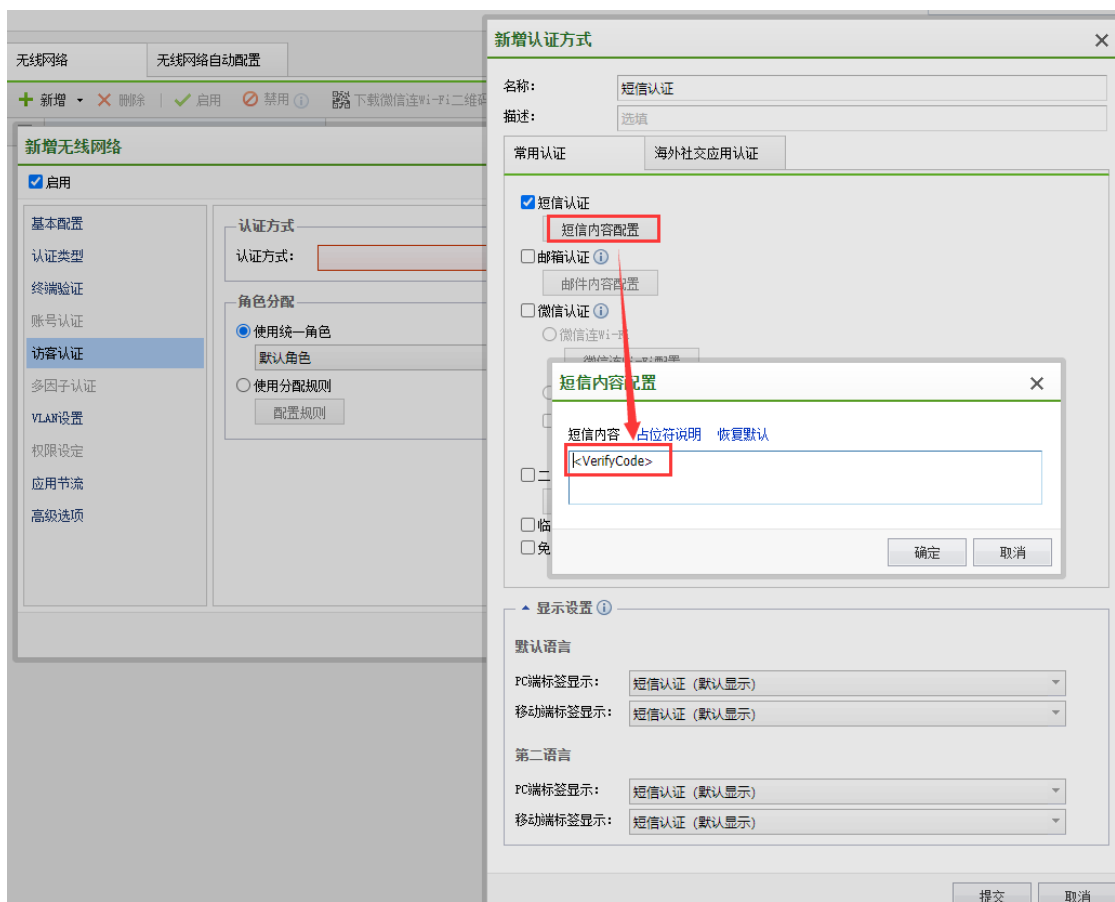 无线网络
无线网络自动配置
新增
删除
启用
禁用
下载微信连Wi-Fi二维码
新增无线网络
启用
基本配置
认证类型
终端验证
账号认证
访客认证
多因子认证
VLAN设置
权限设定
应用节流
高级选项
认证方式
认证方式：
角色分配
使用统一角色
默认角色
使用分配规则
配置规则
新增认证方式
名称：
短信认证
描述：
选填
常用认证
海外社交应用认证
短信认证
短信内容配置
邮箱认证
邮件内容配置
微信认证
微信连Wi-Fi
微信连Wi-Fi配置
二
临
免
短信内容配置
短信内容 占位符说明 恢复默认
<VerifyCode>
确定
取消
显示设置
默认语言
PC端标签显示：
短信认证 (默认显示)
移动端标签显示：
短信认证 (默认显示)
第二语言
PC端标签显示：
短信认证 (默认显示)
移动端标签显示：
短信认证 (默认显示)
提交
取消